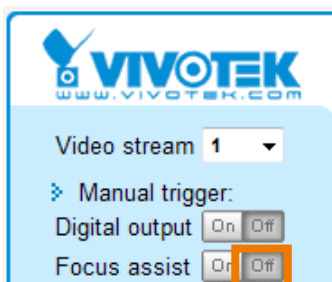 VIVOTEK
www.vivotek.com
Video stream 1
Manual trigger:
Digital output On Off
Focus assist On Off